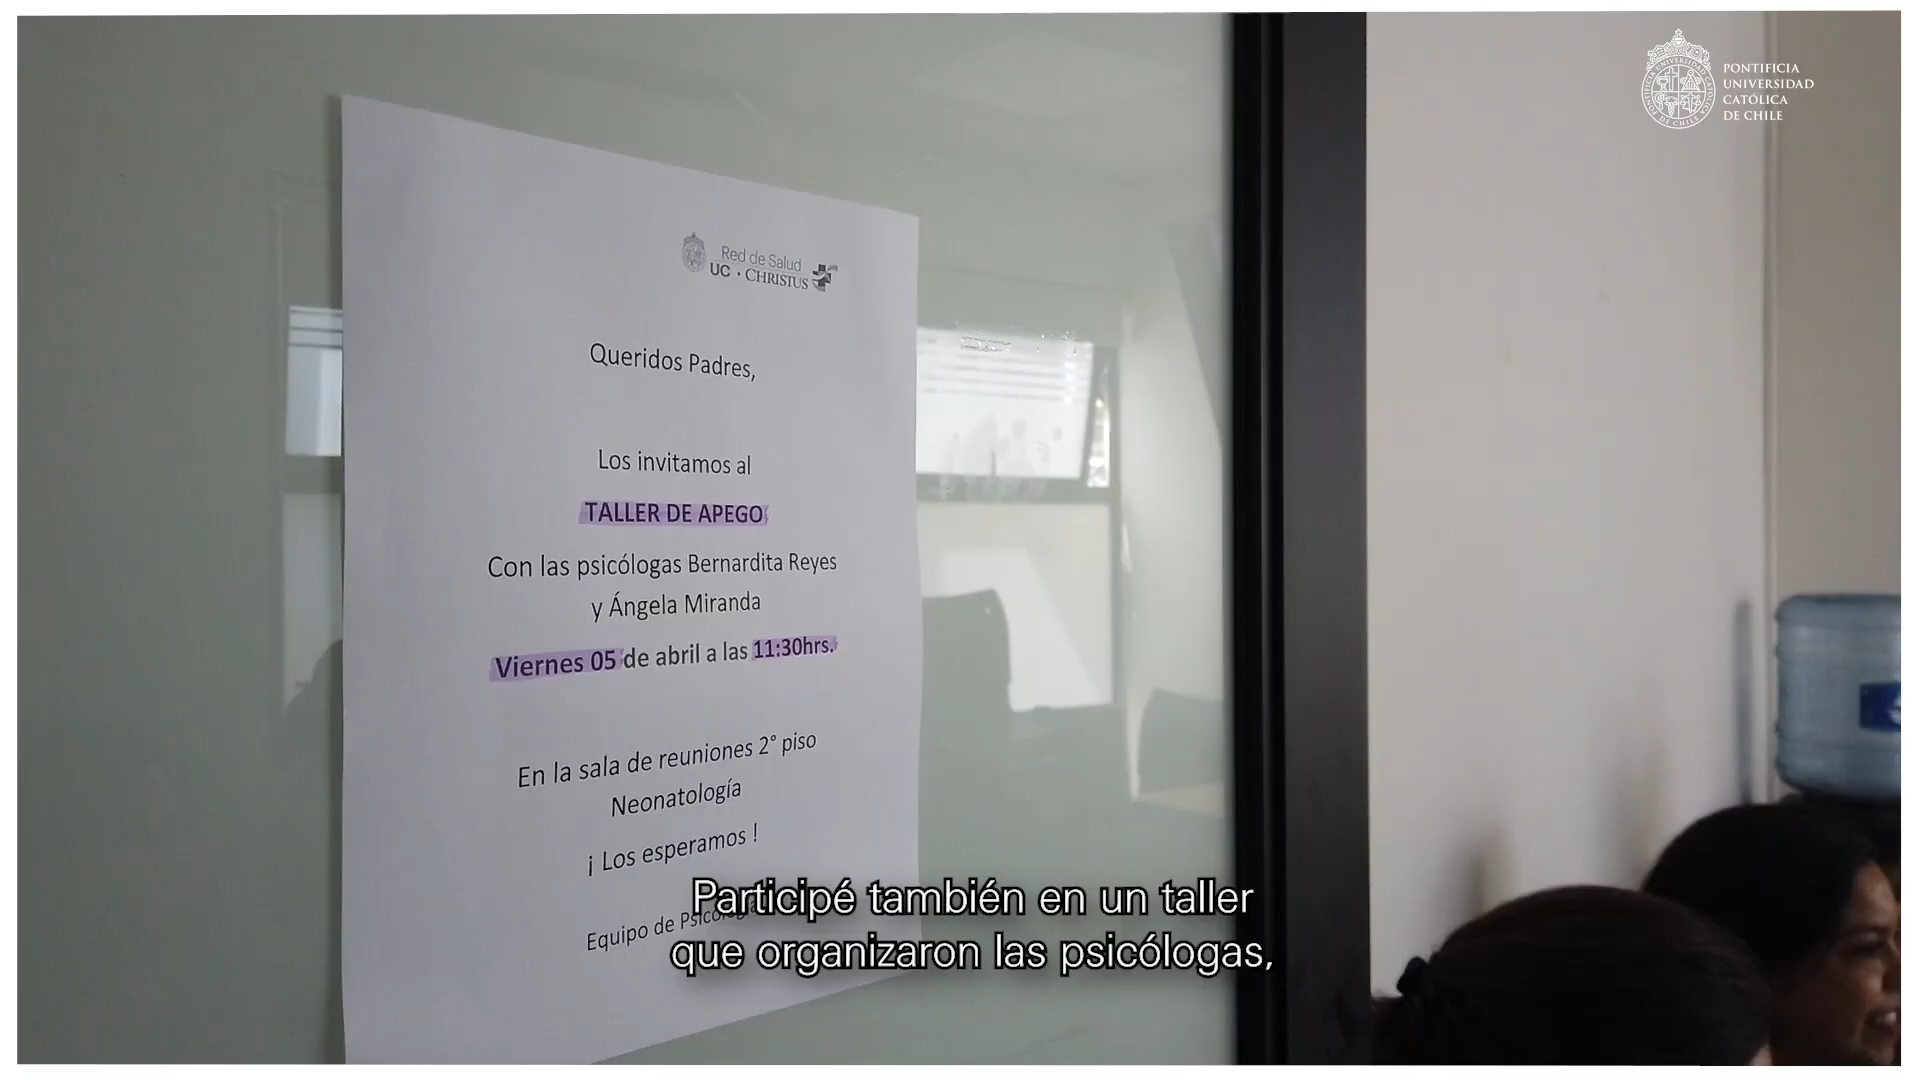 PONTIFICIA
UNIVERSIDAD
CATÓLICA
DE CHILE
Red de Salud
UC · CHRISTUS
Queridos Padres,
Los invitamos al
TALLER DE APEGO
Con las psicólogas Bernardita Reyes
y Ángela Miranda
Viernes 05 de abril a las 11:30hrs.
En la sala de reuniones 2° piso
Neonatología
¡ Los esperamos !
Equipo de
Participé también en un taller
que organizaron las psicólogas,